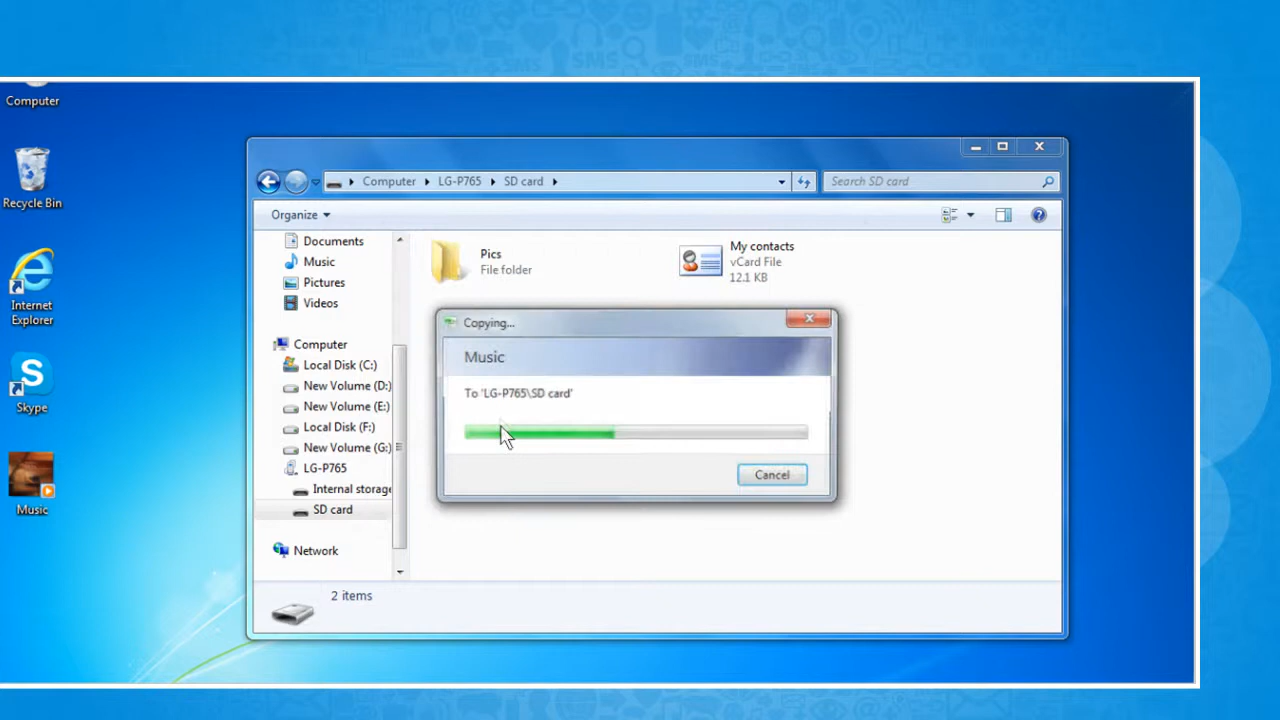 SMS
SMS
SMS
Computer
Recycle Bin
Internet
Explorer
Skype
Music
Computer
LG-P765
SD card
Search SD card
Organize
Documents
Music
Pictures
Videos
Computer
Local Disk (C:)
New Volume (D:)
New Volume (E:)
Local Disk (F:)
New Volume (G:)
LG-P765
Internal storage
SD card
Network
Pics
File folder
My contacts
vCard File
12.1 KB
Copying...
Music
To 'LG-P765\SD card'
Cancel
2 items